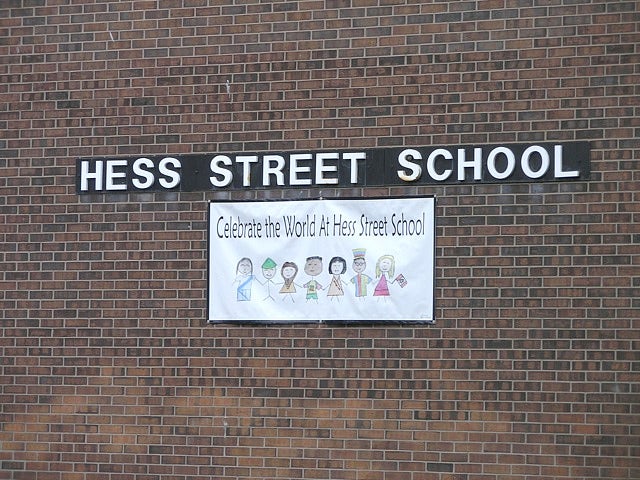 HESS STREET SCHOOL
Celebrate the World At Hess Street School